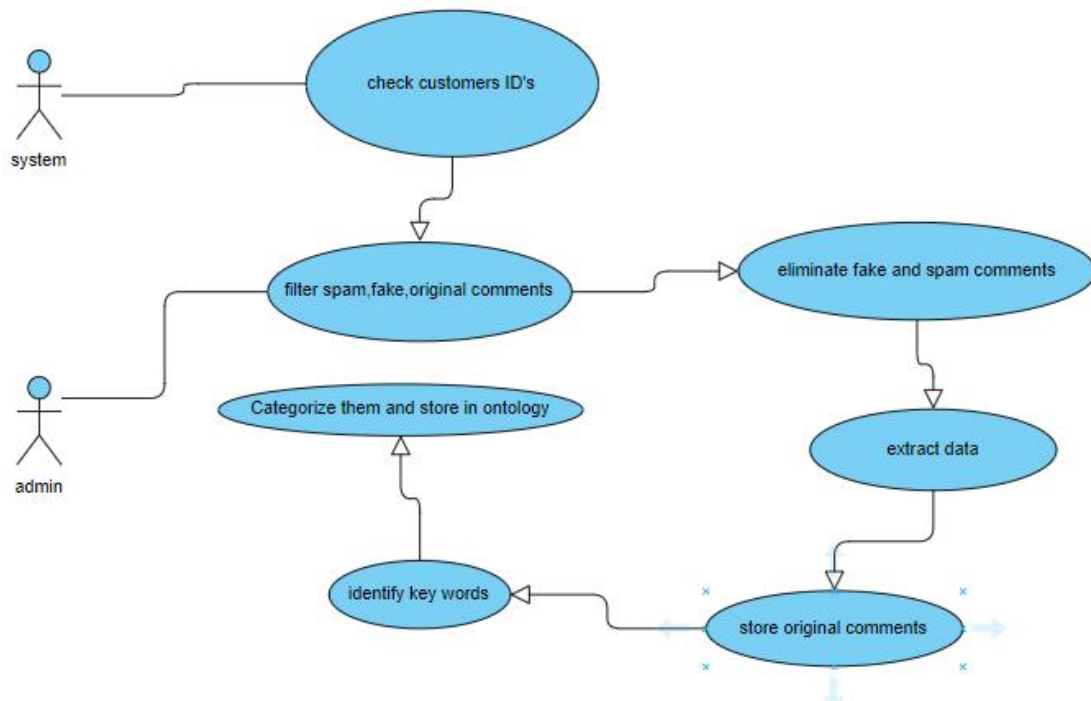 check customers ID's
system
filter spam,fake,original comments
eliminate fake and spam comments
Categorize them and store in ontology
extract data
admin
identify key words
store original comments